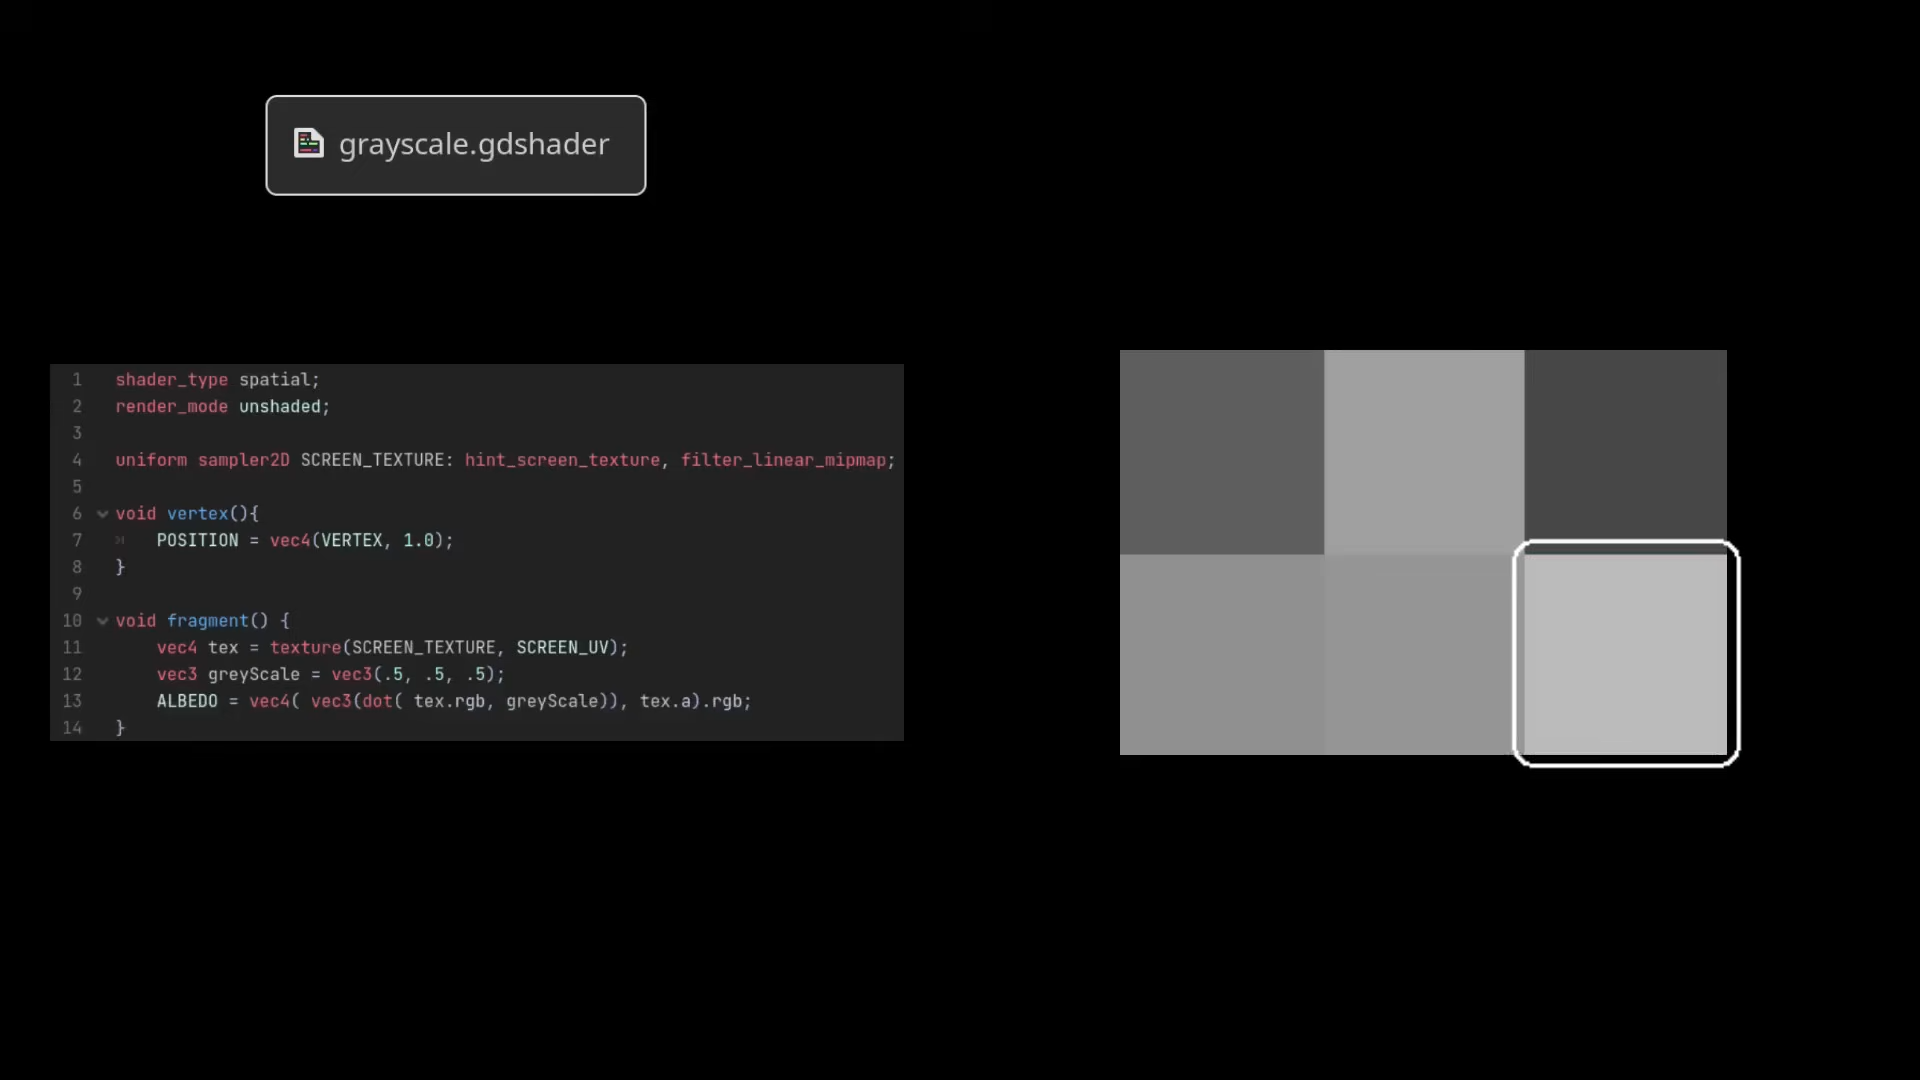 grayscale.gdshader
1 shader_type spatial;
2 render_mode unshaded;
3
4 uniform sampler2D SCREEN_TEXTURE: hint_screen_texture, filter_linear_mipmap;
5
6 void vertex(){
7 POSITION = vec4(VERTEX, 1.0);
8 }
9
10 void fragment() {
11 vec4 tex = texture(SCREEN_TEXTURE, SCREEN_UV);
12 vec3 greyScale = vec3(.5, .5, .5);
13 ALBEDO = vec4( vec3(dot( tex.rgb, greyScale)), tex.a).rgb;
14 }